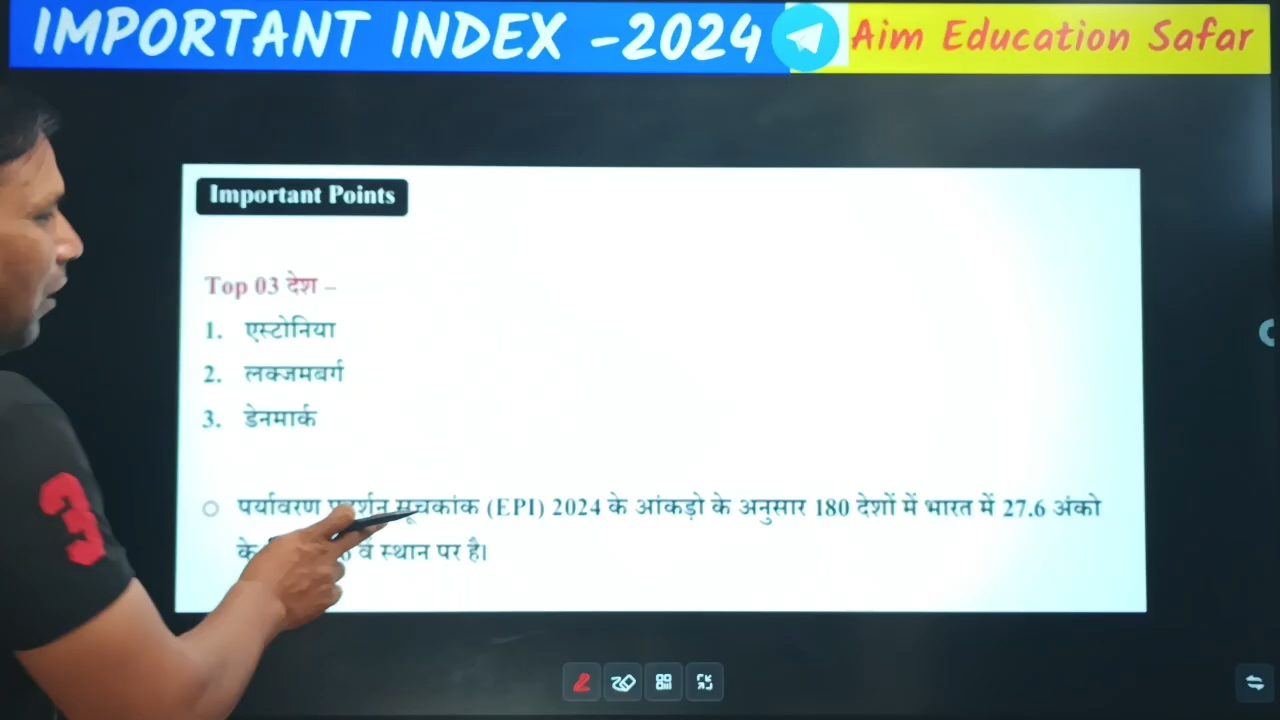 IMPORTANT INDEX -2024 Aim Education Safar
Important Points
Top 03 देश –
1. एस्टोनिया
2. लक्जमबर्ग
3. डेनमार्क
पर्यावरण सूचकांक (EPI) 2024 के आंकड़ो के अनुसार 180 देशों में भारत में 27.6 अंको
के वें स्थान पर है।
3